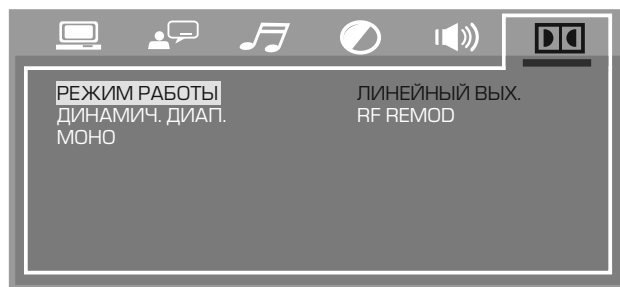 РЕЖИМ РАБОТЫ ЛИНЕЙНЫЙ ВЫХ.
ДИНАМИЧ. ДИАП. RF REMOD
МОНО